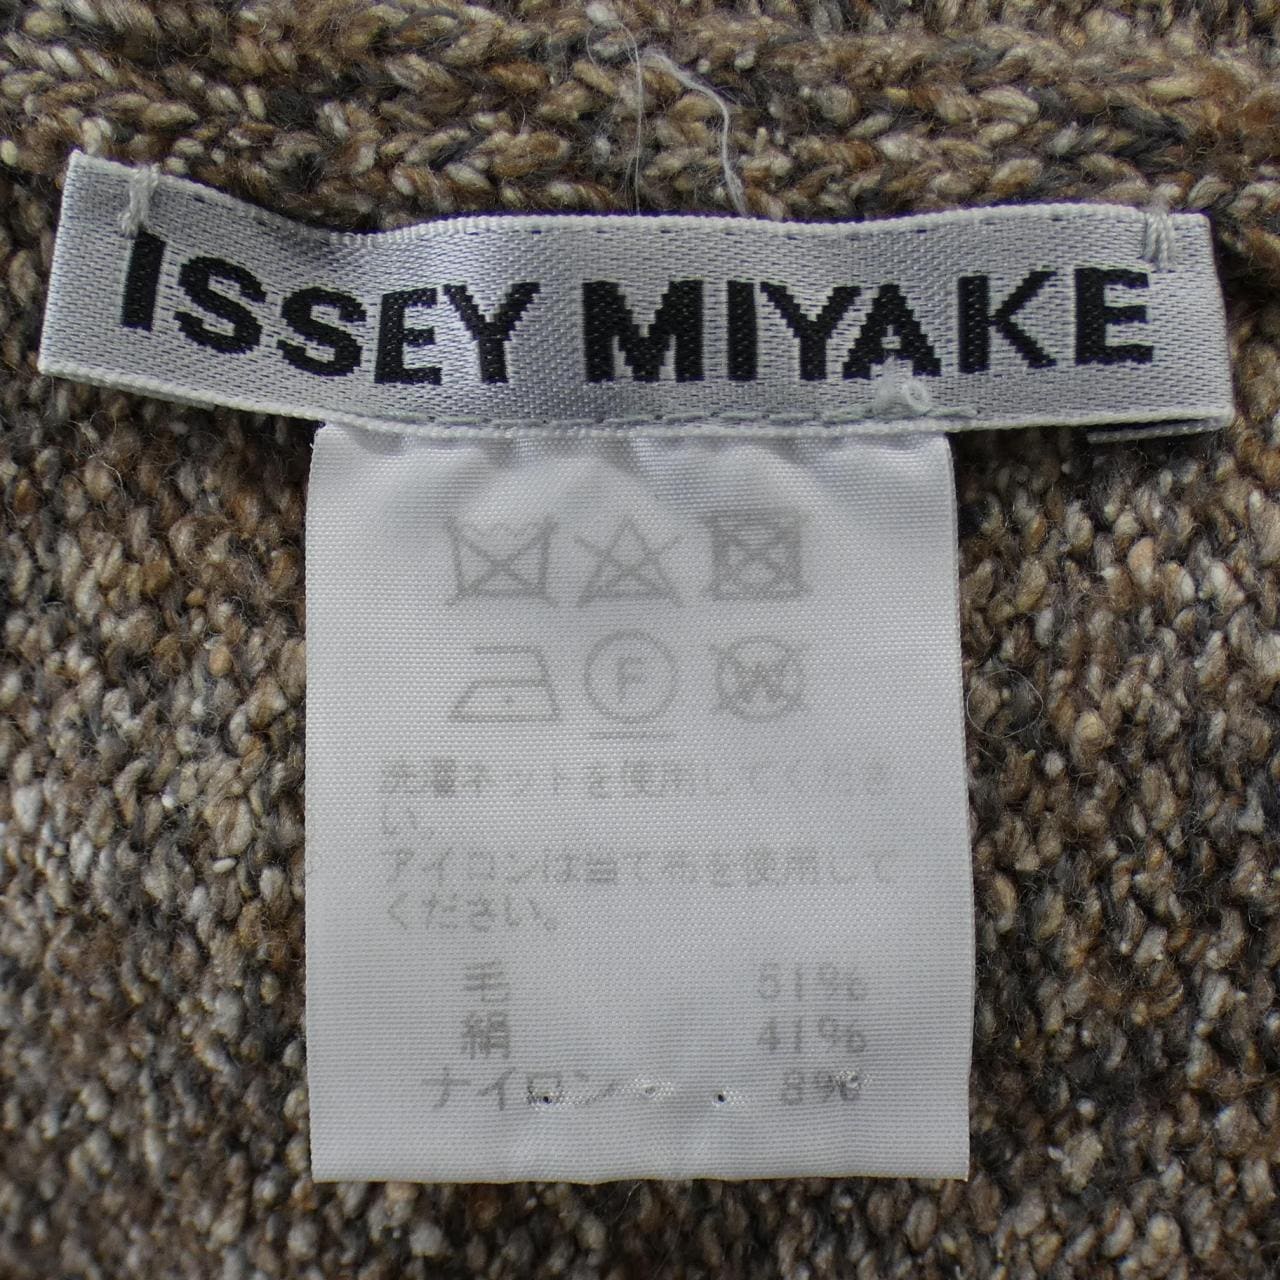 ISSEY MIYAKE
F
W
洗濯ネットを使用してくださ
い。
アイロンは当て布を使用して
ください。
毛 51%
絹 41%
ナイロン 8%